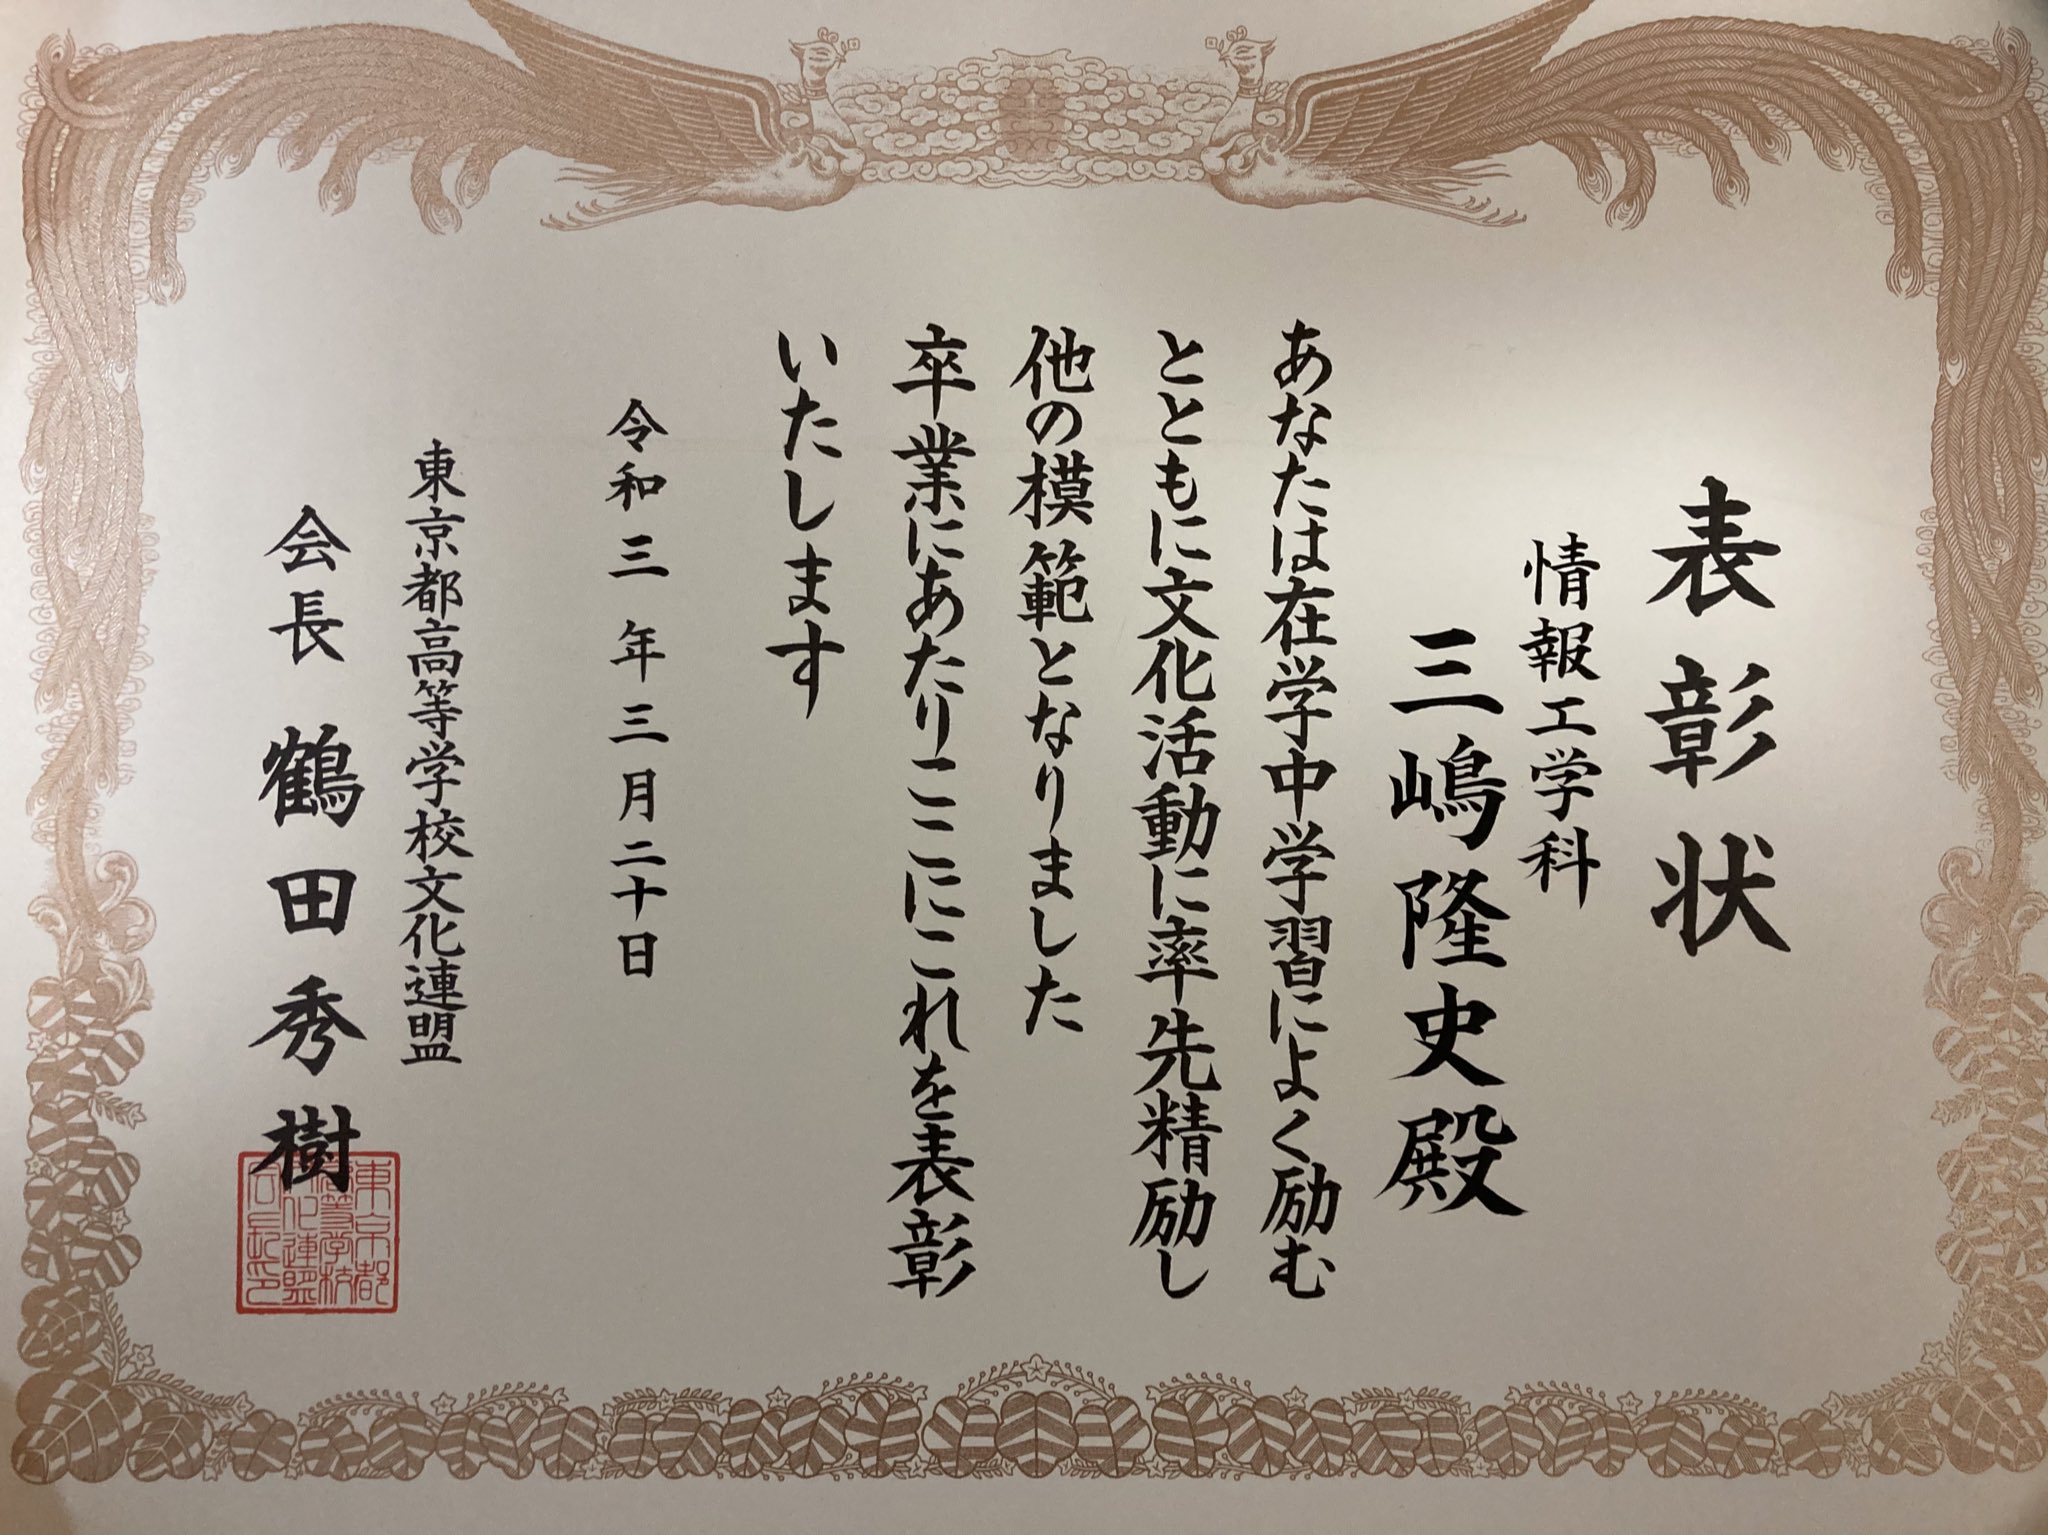 表彰状
情報工学科
三嶋隆史殿
あなたは在学中学習によく励む
とともに文化活動に率先精励し
他の模範となりました
卒業にあたりここにこれを表彰
いたします
令和三年三月二十日
東京都高等学校文化連盟
会長 鶴田秀樹
東京都
高等学校
文化連盟
会長印